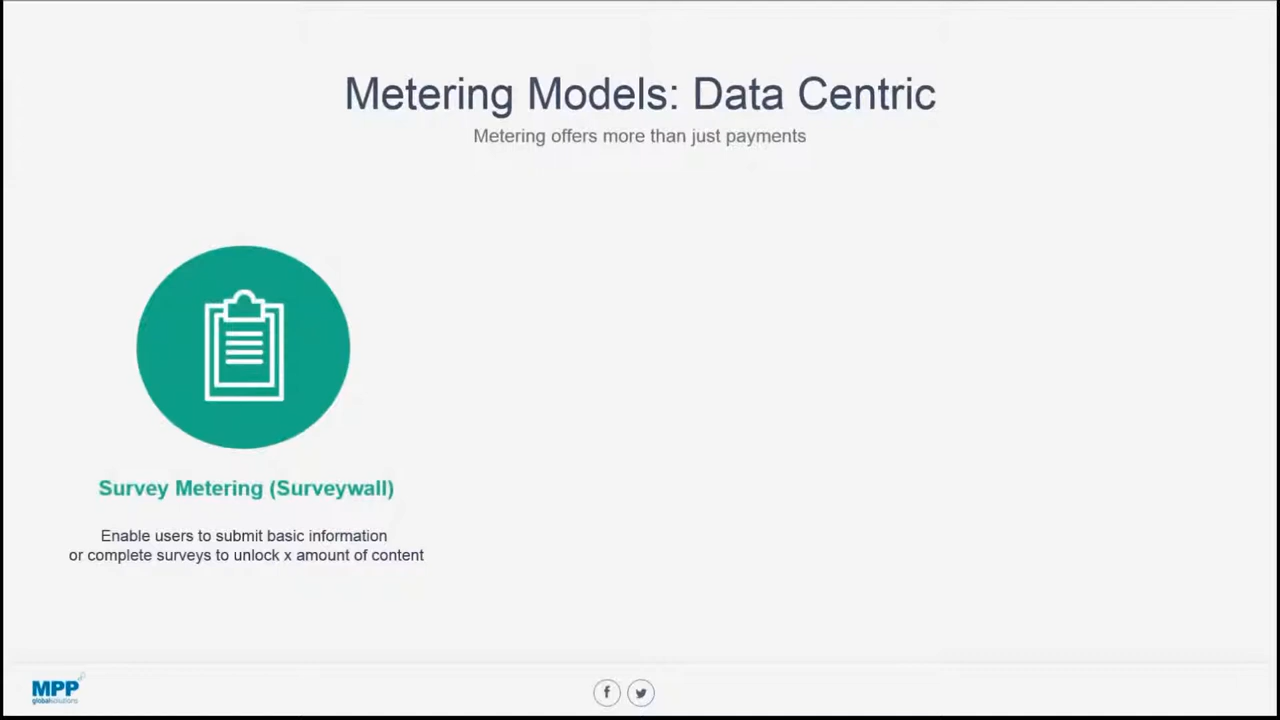 Metering Models: Data Centric
Metering offers more than just payments
Survey Metering (Surveywall)
Enable users to submit basic information
or complete surveys to unlock x amount of content
MPP
globalsolutions